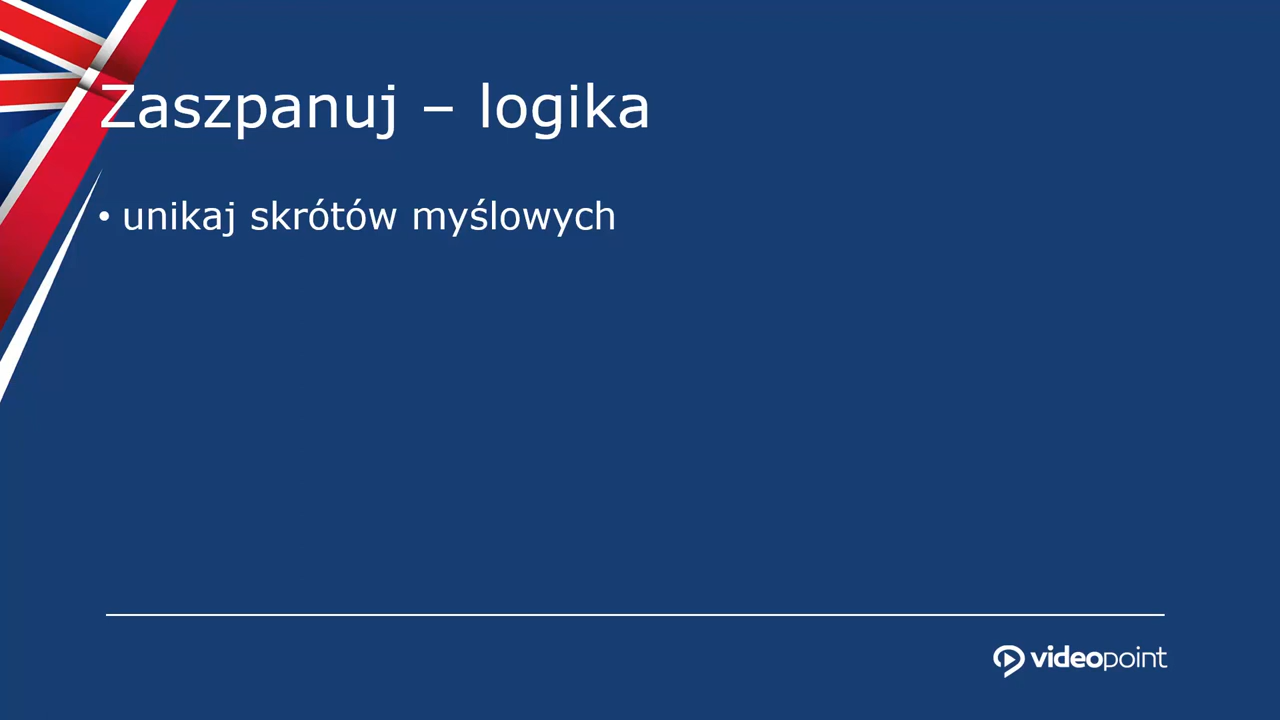 Zaszpanuj – logika
• unikaj skrótów myślowych
videopoint